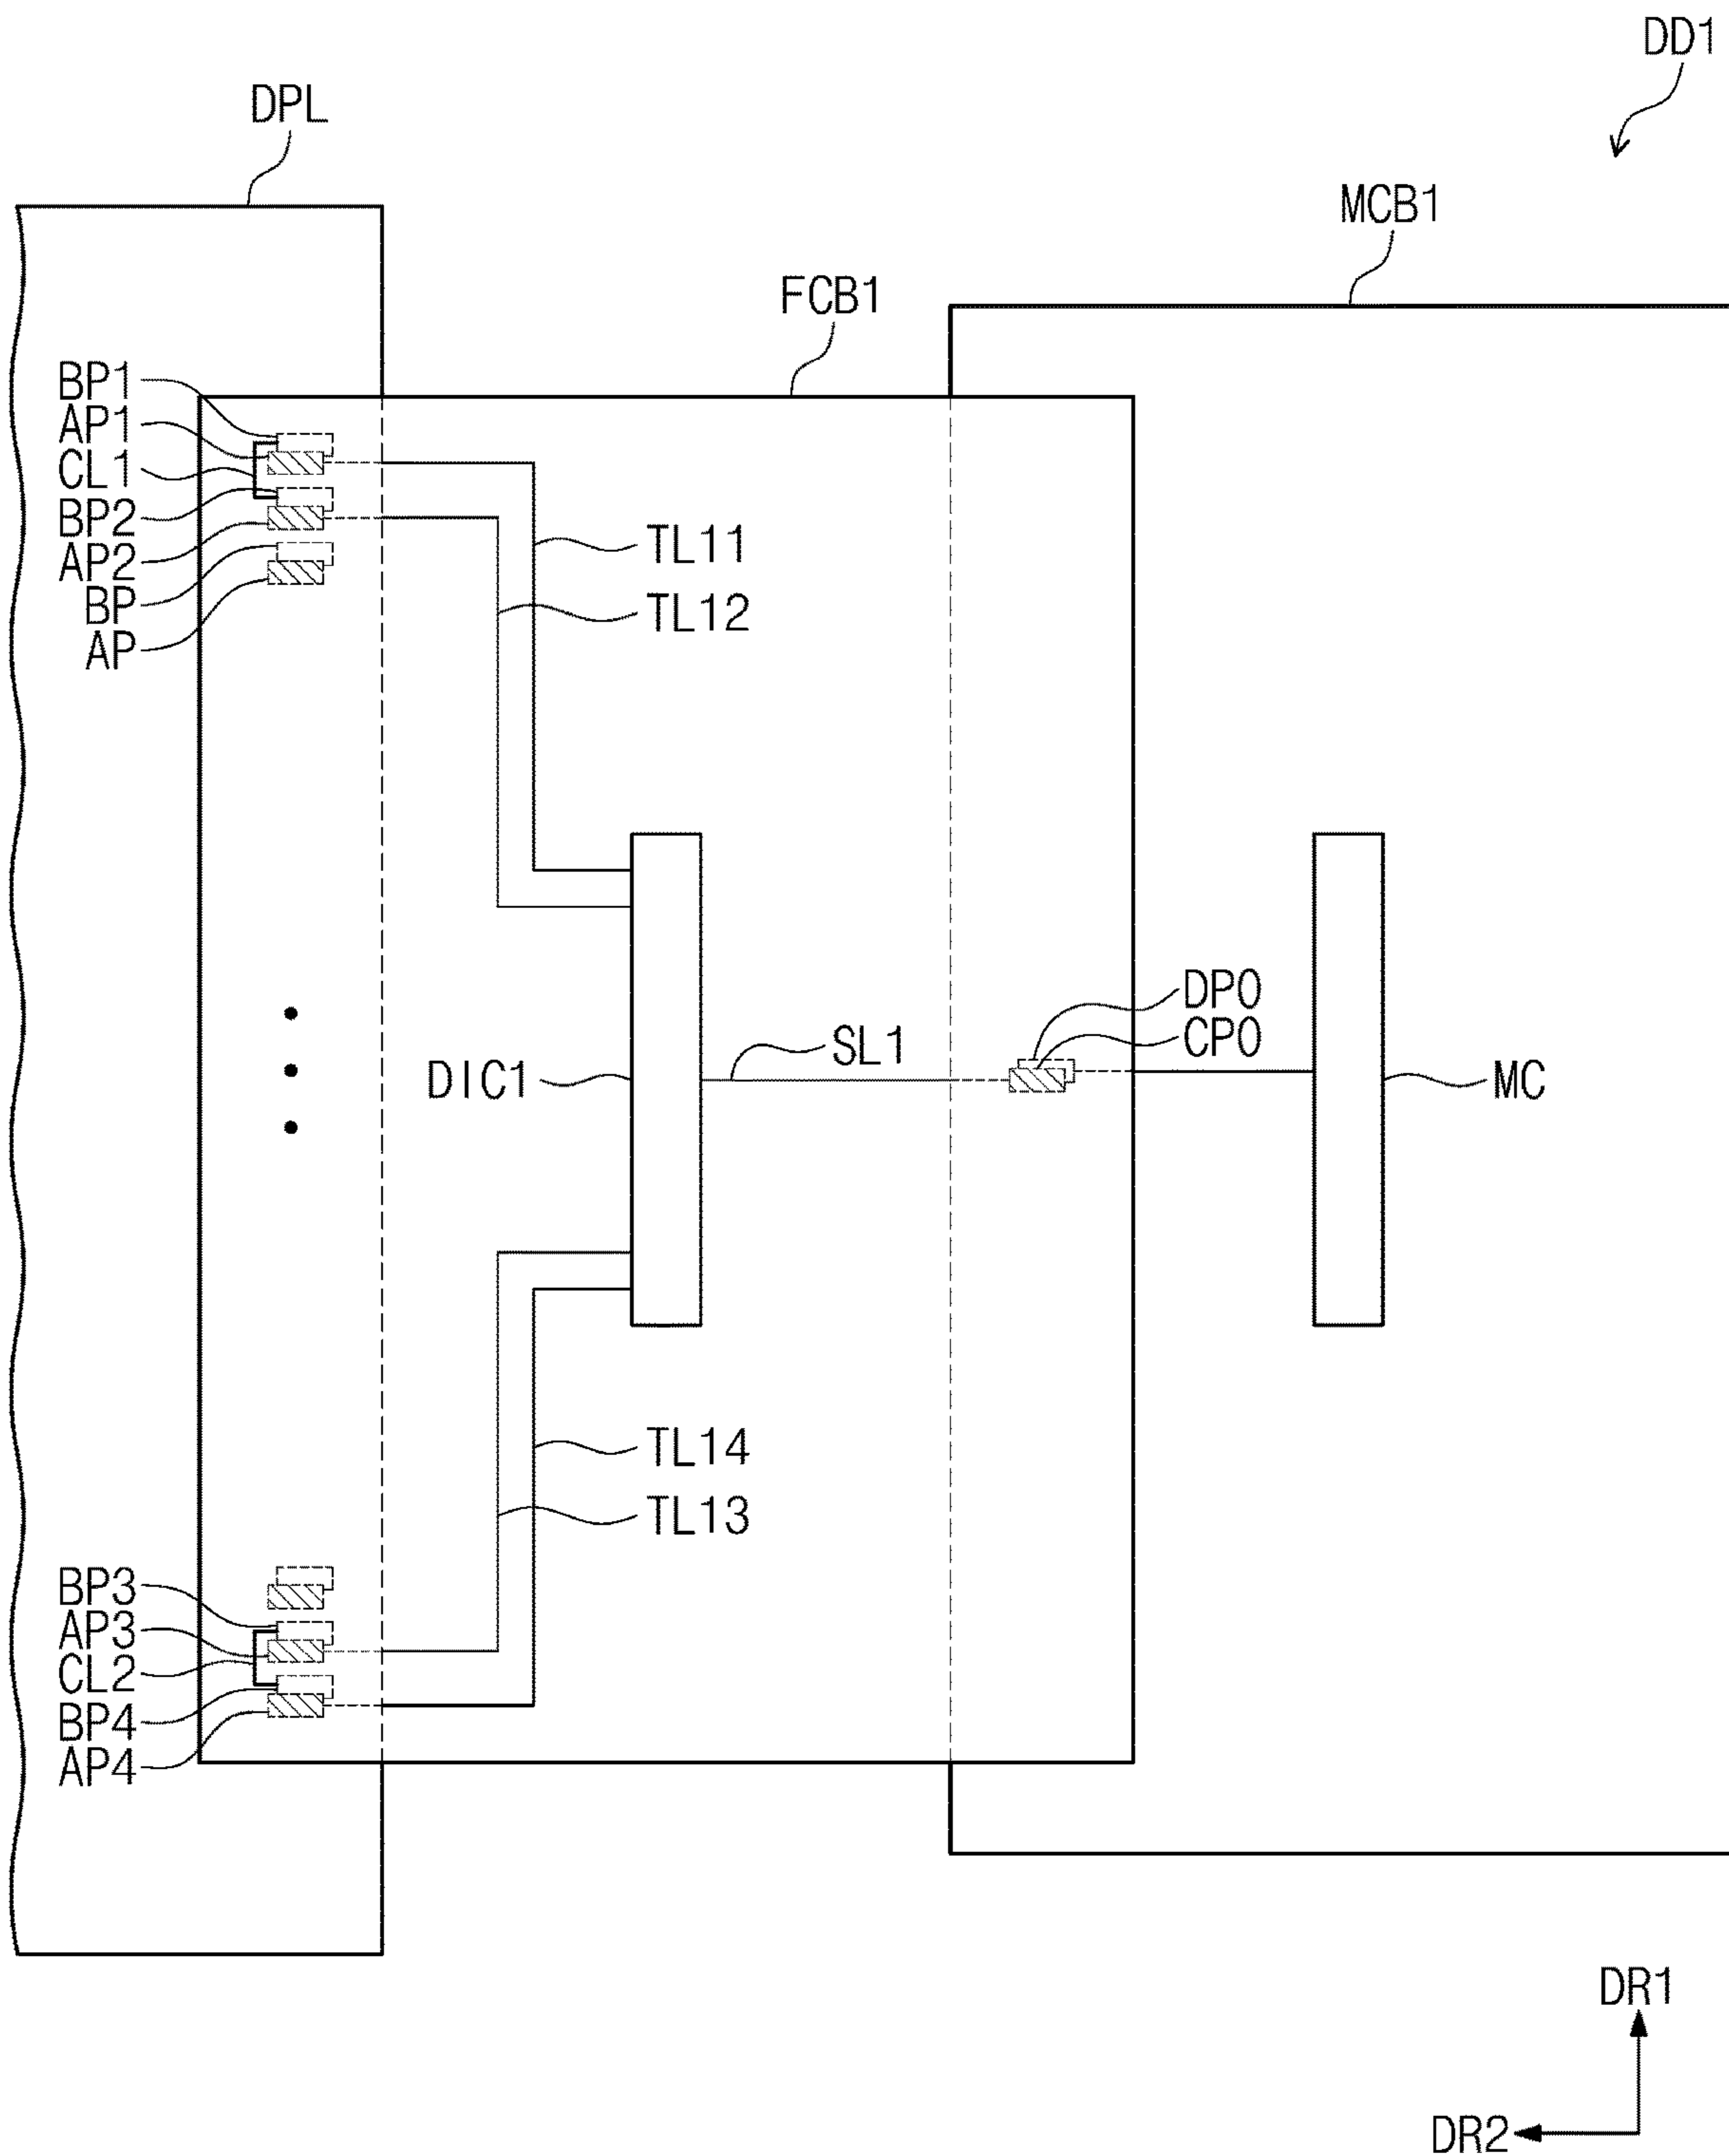 DD1
DPL
MCB1
FCB1
BP1
AP1
CL1
BP2
AP2
BP
AP
TL11
TL12
DP0
CP0
SL1
DIC1
MC
TL14
TL13
BP3
AP3
CL2
BP4
AP4
DR1
DR2